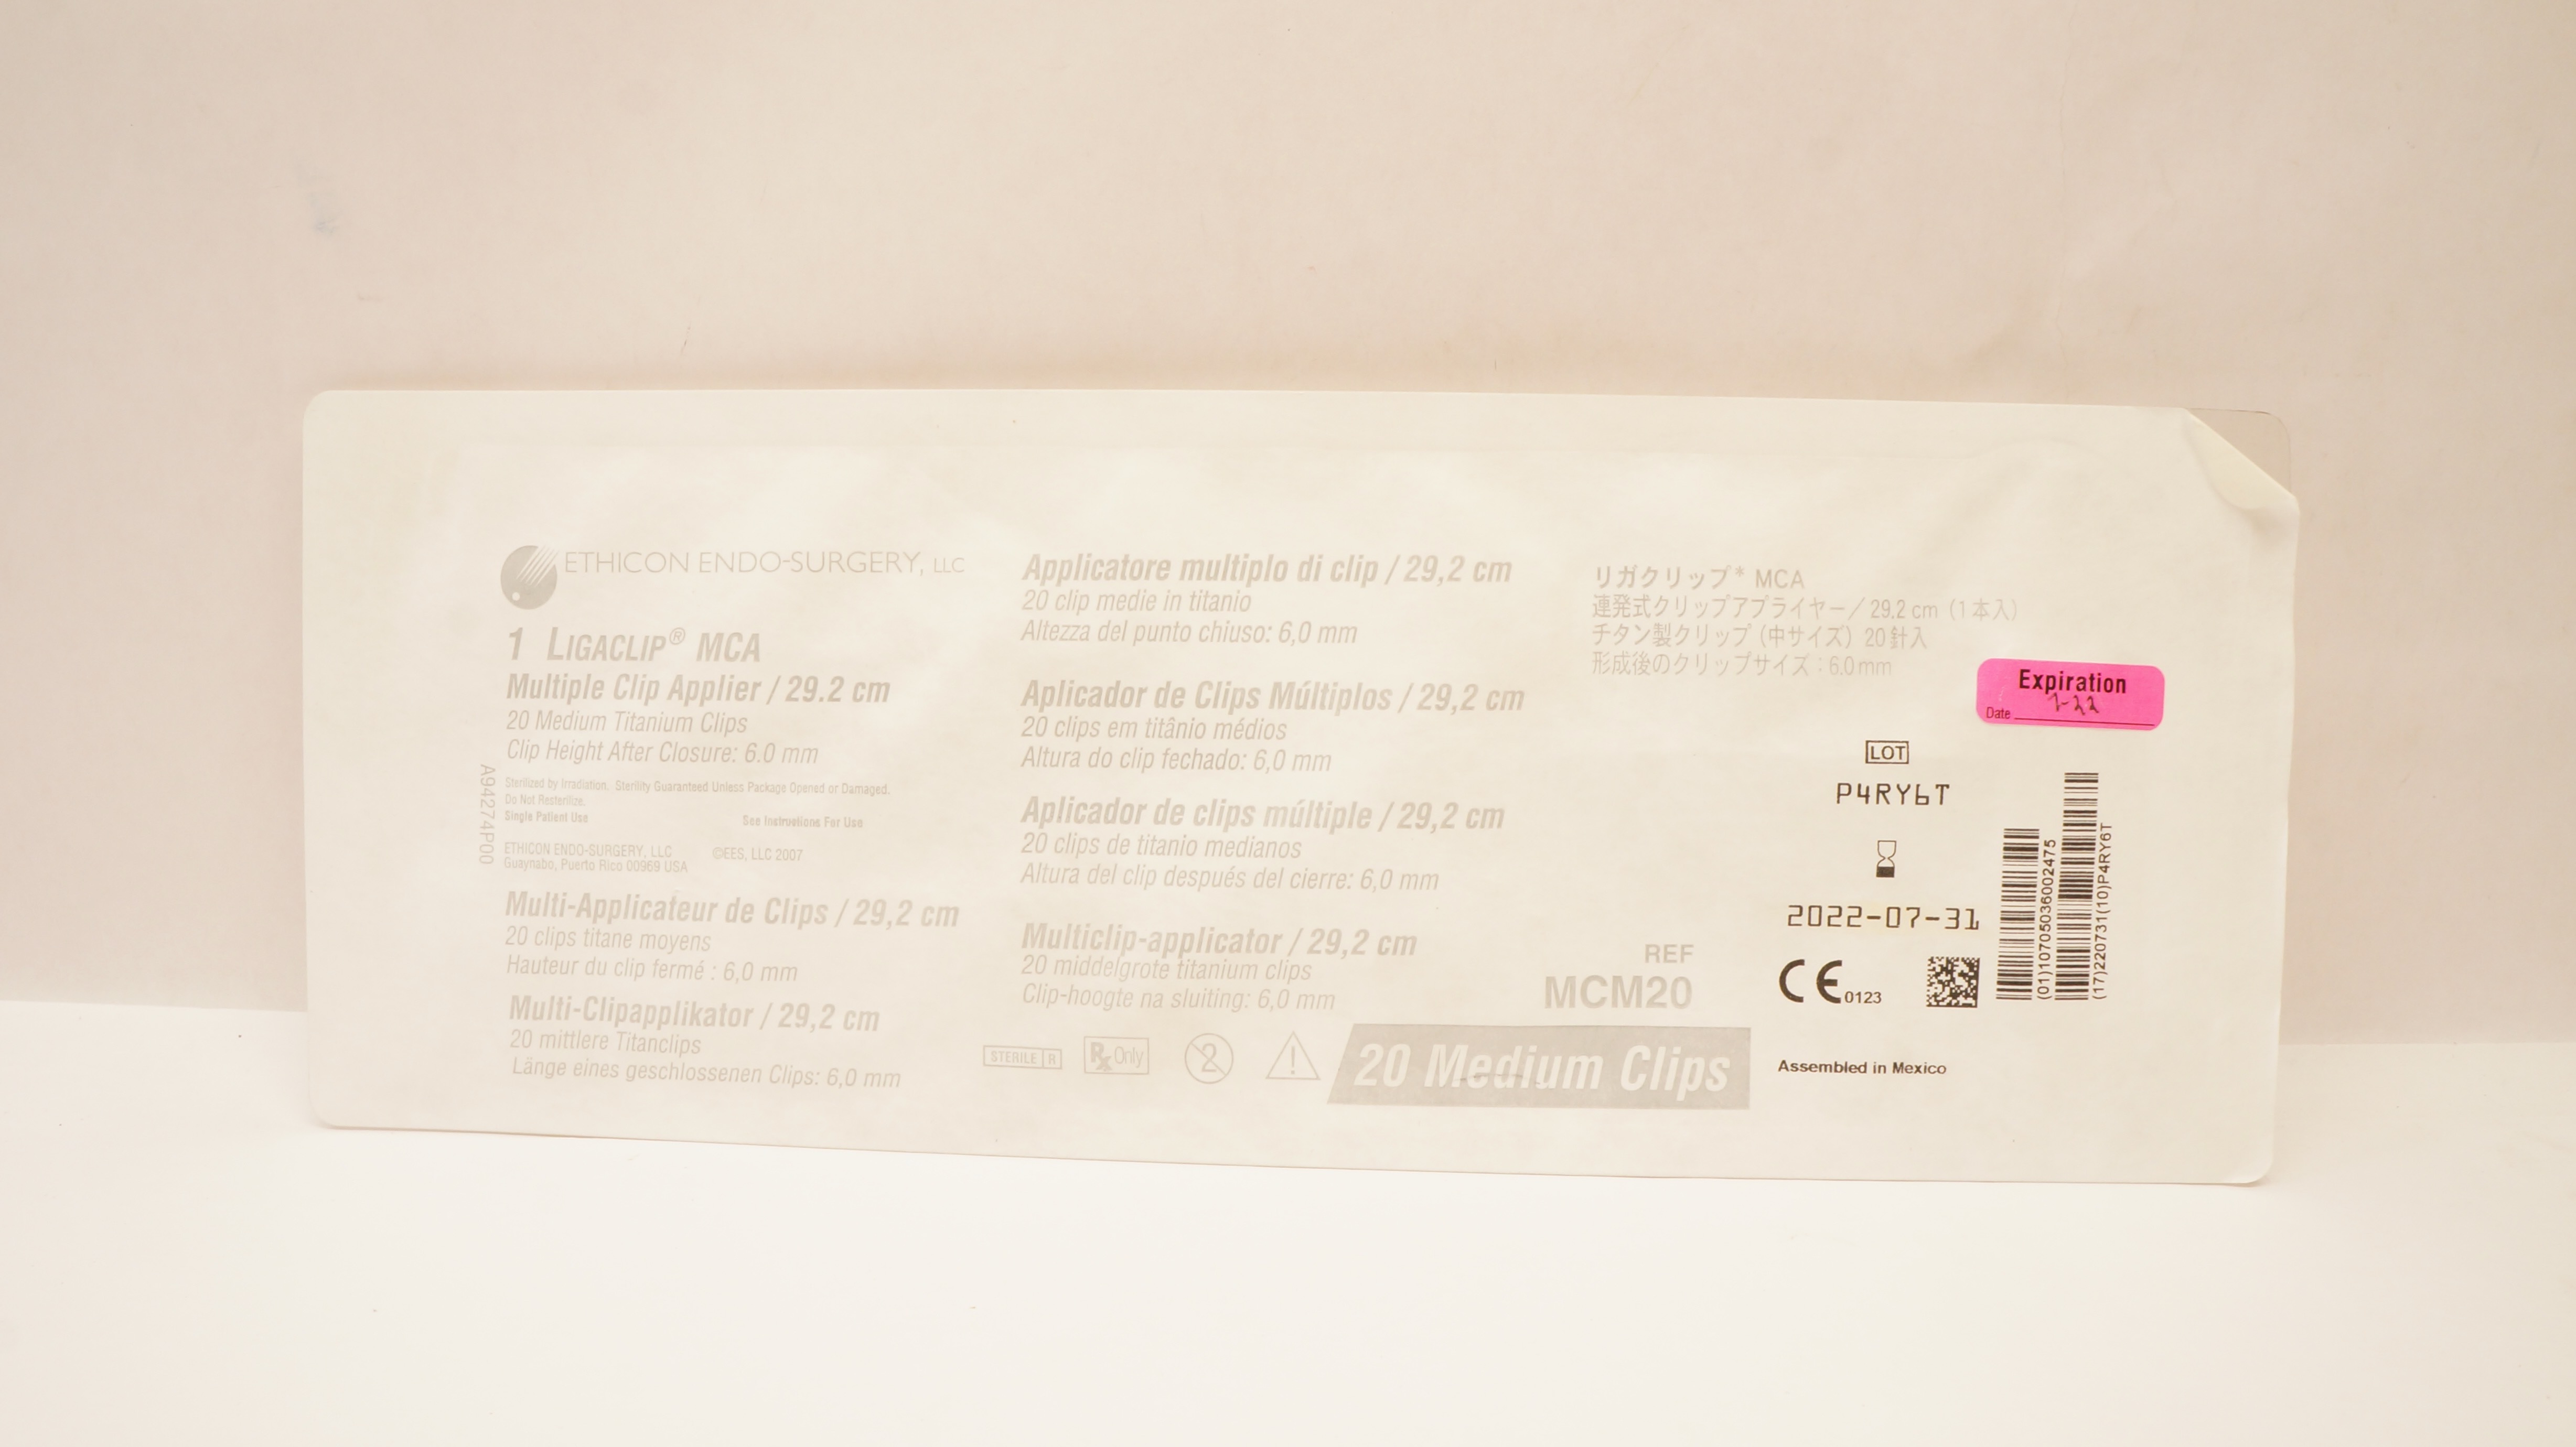 ETHICON ENDO-SURGERY, LLC
1 LIGACLIP® MCA
Multiple Clip Applier / 29.2 cm
20 Medium Titanium Clips
Clip Height After Closure: 6.0 mm
Sterilized by Irradiation. Sterility Guaranteed Unless Package Opened or Damaged.
Do Not Resterilize.
Single Patient Use See Instructions For Use
ETHICON ENDO-SURGERY, LLC ©EES, LLC 2007
Guaynabo, Puerto Rico 00969 USA
A94274P00
Multi-Applicateur de Clips / 29,2 cm
20 clips titane moyens
Hauteur du clip fermé : 6,0 mm
Multi-Clipapplikator / 29,2 cm
20 mittlere Titanclips
Länge eines geschlossenen Clips: 6,0 mm
Applicatore multiplo di clip / 29,2 cm
20 clip medie in titanio
Altezza del punto chiuso: 6,0 mm
Aplicador de Clips Múltiplos / 29,2 cm
20 clips em titânio médios
Altura do clip fechado: 6,0 mm
Aplicador de clips múltiple / 29,2 cm
20 clips de titanio medianos
Altura del clip después del cierre: 6,0 mm
Multiclip-applicator / 29,2 cm
20 middelgrote titanium clips
Clip-hoogte na sluiting: 6,0 mm
STERILE R
Rx Only
2
!
リガクリップ* MCA
連発式クリップアプライヤー／29.2 cm（1本入）
チタン製クリップ（中サイズ）20針入
形成後のクリップサイズ：6.0mm
REF
MCM20
20 Medium Clips
Expiration
Date 7-22
LOT
P4RY6T
2022-07-31
CE 0123
(01)10705036002475
(17)220731(10)P4RY6T
Assembled in Mexico